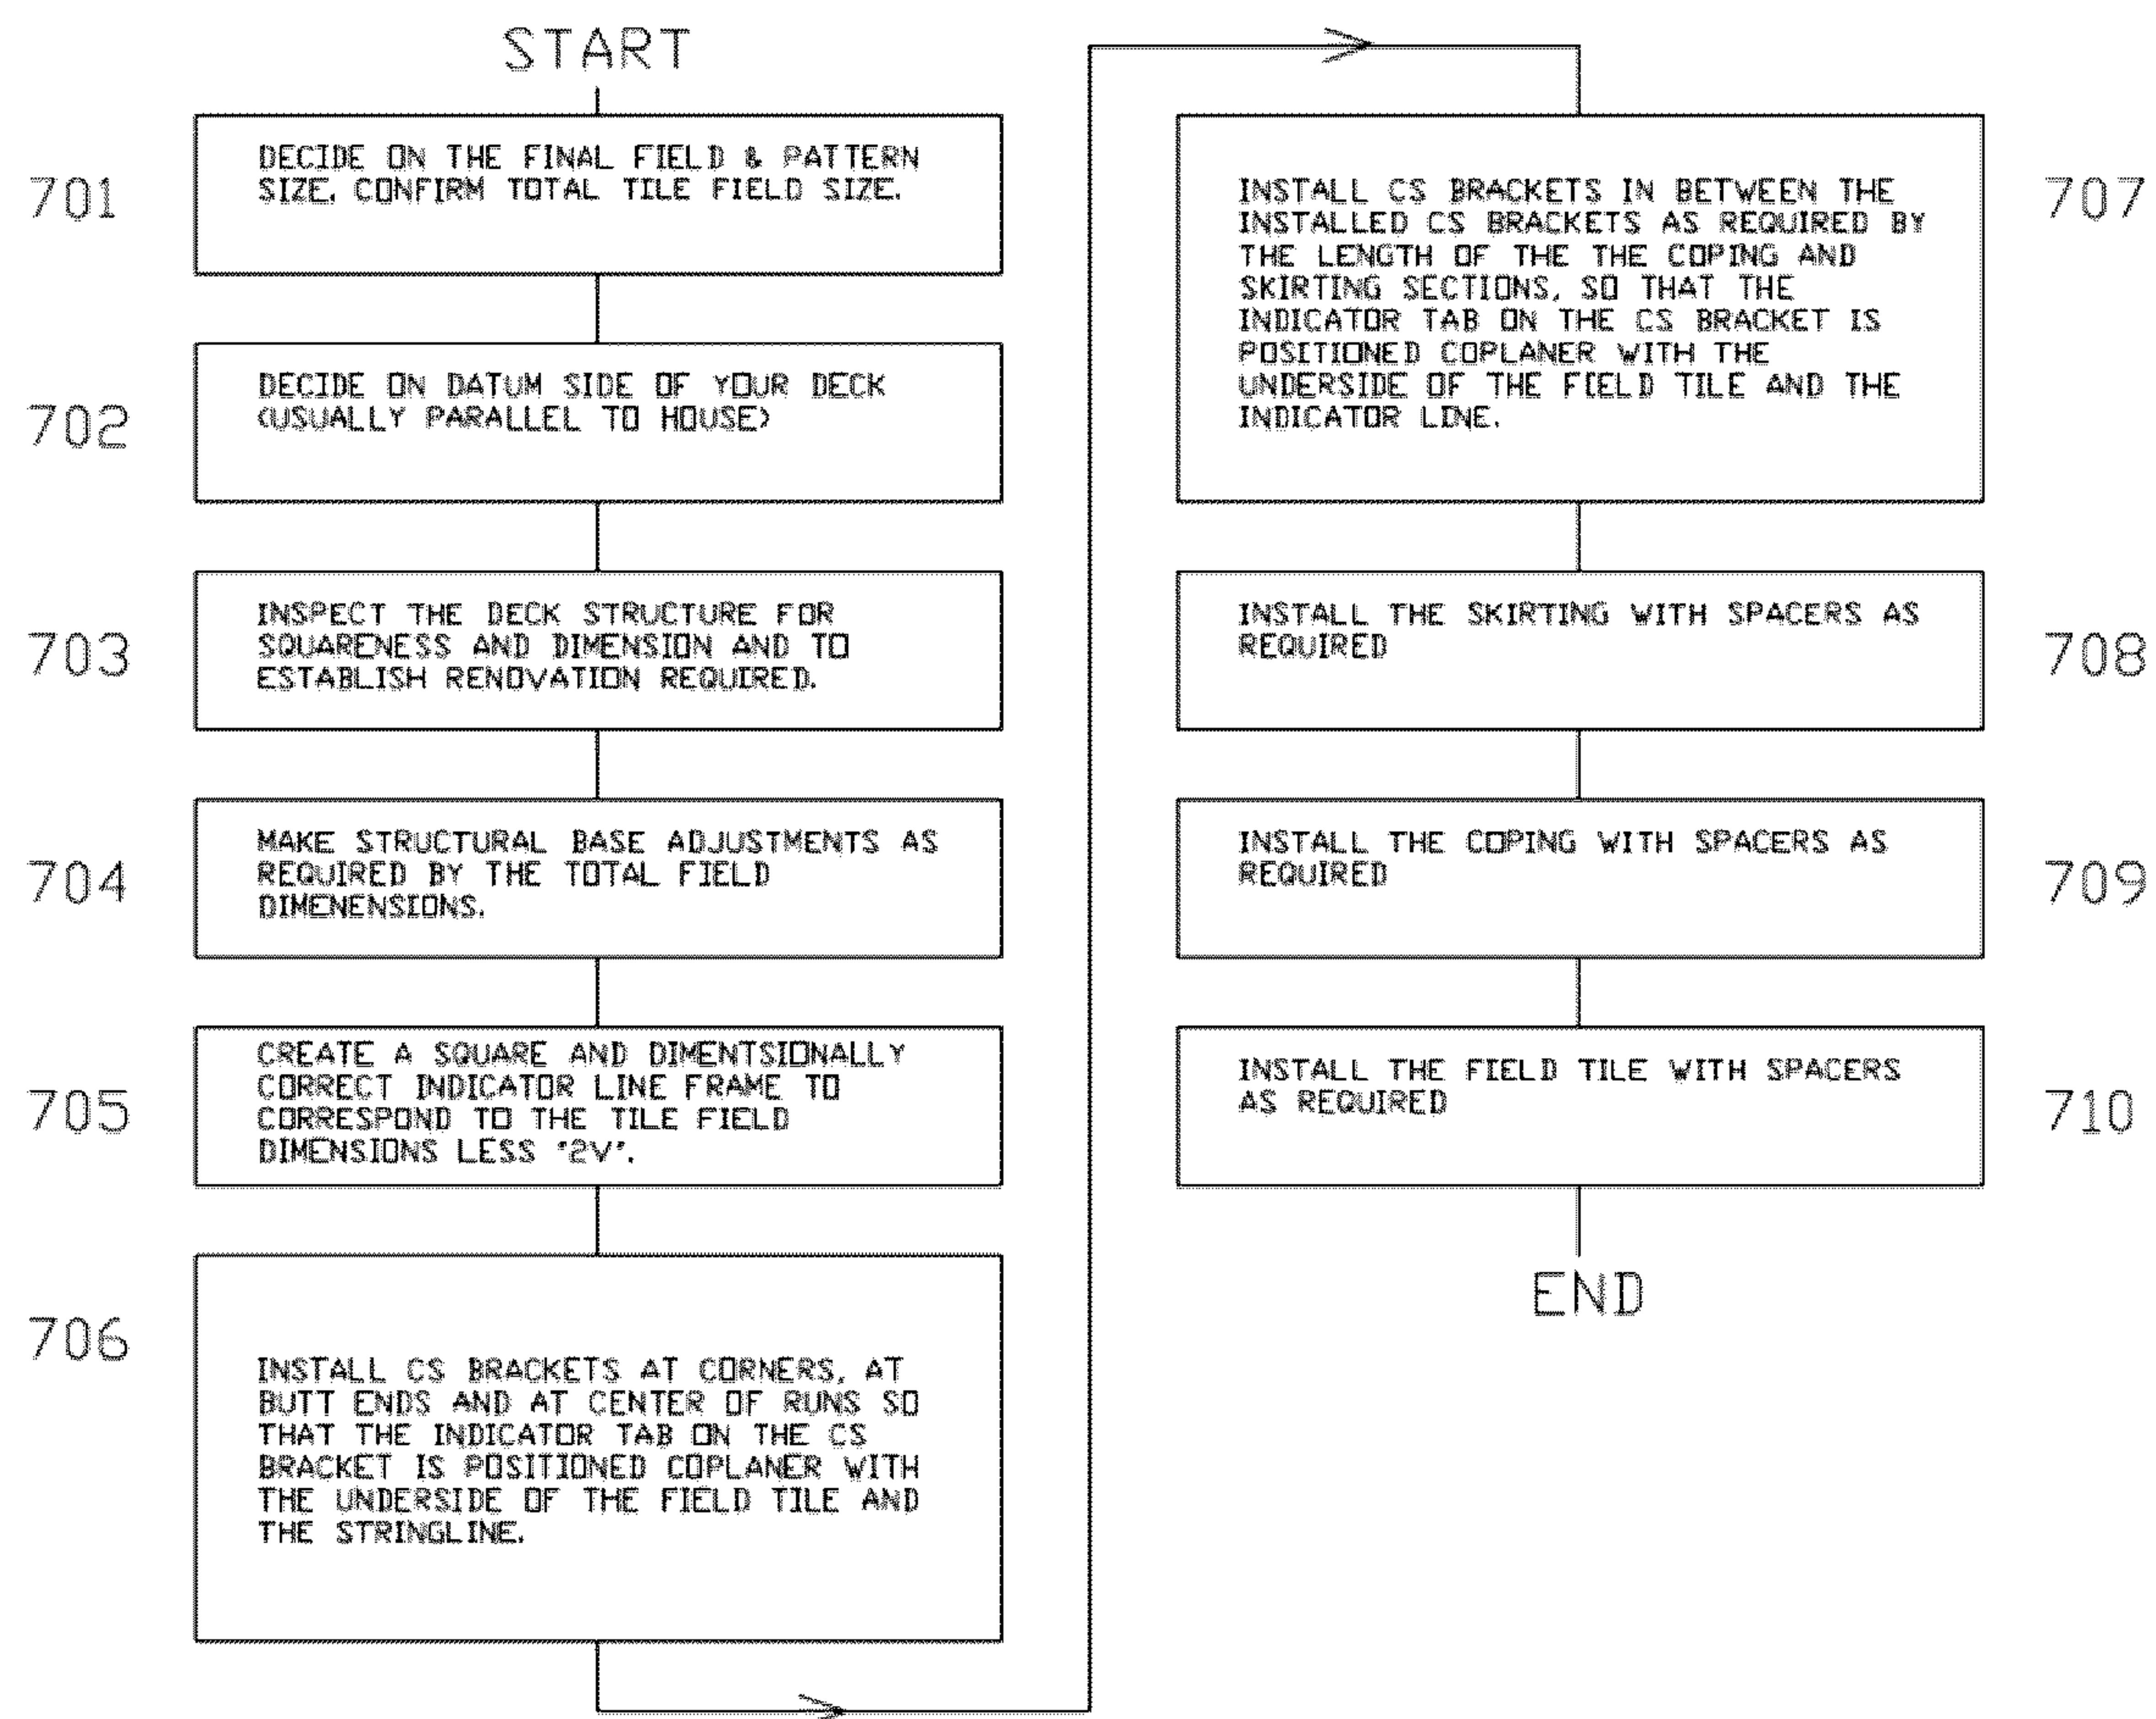 START
701
DECIDE ON THE FINAL FIELD & PATTERN
SIZE. CONFIRM TOTAL TILE FIELD SIZE.
702
DECIDE ON DATUM SIDE OF YOUR DECK
(USUALLY PARALLEL TO HOUSE)
703
INSPECT THE DECK STRUCTURE FOR
SQUARENESS AND DIMENSION AND TO
ESTABLISH RENOVATION REQUIRED.
704
MAKE STRUCTURAL BASE ADJUSTMENTS AS
REQUIRED BY THE TOTAL FIELD
DIMENENSIONS.
705
CREATE A SQUARE AND DIMENTSIONALLY
CORRECT INDICATOR LINE FRAME TO
CORRESPOND TO THE TILE FIELD
DIMENSIONS LESS "2V".
706
INSTALL CS BRACKETS AT CORNERS, AT
BUTT ENDS AND AT CENTER OF RUNS SO
THAT THE INDICATOR TAB ON THE CS
BRACKET IS POSITIONED COPLANER WITH
THE UNDERSIDE OF THE FIELD TILE AND
THE STRINGLINE.
707
INSTALL CS BRACKETS IN BETWEEN THE
INSTALLED CS BRACKETS AS REQUIRED BY
THE LENGTH OF THE THE COPING AND
SKIRTING SECTIONS, SO THAT THE
INDICATOR TAB ON THE CS BRACKET IS
POSITIONED COPLANER WITH THE
UNDERSIDE OF THE FIELD TILE AND THE
INDICATOR LINE.
708
INSTALL THE SKIRTING WITH SPACERS AS
REQUIRED
709
INSTALL THE COPING WITH SPACERS AS
REQUIRED
710
INSTALL THE FIELD TILE WITH SPACERS
AS REQUIRED
END